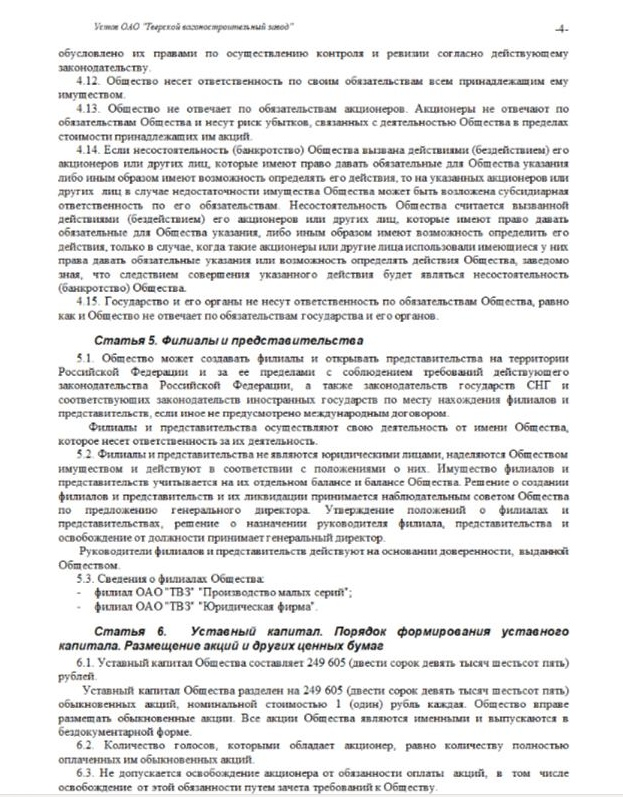 Устав ОАО "Тверской вагоностроительный завод"
-4-
обусловлено их правами по осуществлению контроля и ревизии согласно действующему
законодательству.
4.12. Общество несет ответственность по своим обязательствам всем принадлежащим ему
имуществом.
4.13. Общество не отвечает по обязательствам акционеров. Акционеры не отвечают по
обязательствам Общества и несут риск убытков, связанных с деятельностью Общества в пределах
стоимости принадлежащих им акций.
4.14. Если несостоятельность (банкротство) Общества вызвана действиями (бездействием) его
акционеров или других лиц, которые имеют право давать обязательные для Общества указания
либо иным образом имеют возможность определять его действия, то на указанных акционеров или
других лиц в случае недостаточности имущества Общества может быть возложена субсидиарная
ответственность по его обязательствам. Несостоятельность Общества считается вызванной
действиями (бездействием) его акционеров или других лиц, которые имеют право давать
обязательные для Общества указания, либо иным образом имеют возможность определить его
действия, только в случае, когда такие акционеры или другие лица использовали имеющиеся у них
права давать обязательные указания или возможность определять действия Общества, заведомо
зная, что следствием совершения указанного действия будет являться несостоятельность
(банкротство) Общества.
4.15. Государство и его органы не несут ответственность по обязательствам Общества, равно
как и Общество не отвечает по обязательствам государства и его органов.
Статья 5. Филиалы и представительства
5.1. Общество может создавать филиалы и открывать представительства на территории
Российской Федерации и за ее пределами с соблюдением требований действующего
законодательства Российской Федерации, а также законодательств государств СНГ и
соответствующих законодательств иностранных государств по месту нахождения филиалов и
представительств, если иное не предусмотрено международным договором.
Филиалы и представительства осуществляют свою деятельность от имени Общества,
которое несет ответственность за их деятельность.
5.2. Филиалы и представительства не являются юридическими лицами, наделяются Обществом
имуществом и действуют в соответствии с положениями о них. Имущество филиалов и
представительств учитывается на их отдельном балансе и балансе Общества. Решение о создании
филиалов и представительств и их ликвидации принимается наблюдательным советом Общества
по предложению генерального директора. Утверждение положений о филиалах и
представительствах, решение о назначении руководителя филиала, представительства и
освобождение от должности принимает генеральный директор.
Руководители филиалов и представительств действуют на основании доверенности, выданной
Обществом.
5.3. Сведения о филиалах Общества:
- филиал ОАО "ТВЗ" "Производство малых серий";
- филиал ОАО "ТВЗ" "Юридическая фирма".
Статья 6. Уставный капитал. Порядок формирования уставного
капитала. Размещение акций и других ценных бумаг
6.1. Уставный капитал Общества составляет 249 605 (двести сорок девять тысяч шестьсот пять)
рублей.
Уставный капитал Общества разделен на 249 605 (двести сорок девять тысяч шестьсот пять)
обыкновенных акций, номинальной стоимостью 1 (один) рубль каждая. Общество вправе
размещать обыкновенные акции. Все акции Общества являются именными и выпускаются в
бездокументарной форме.
6.2. Количество голосов, которыми обладает акционер, равно количеству полностью
оплаченных им обыкновенных акций.
6.3. Не допускается освобождение акционера от обязанности оплаты акций, в том числе
освобождение от этой обязанности путем зачета требований к Обществу.